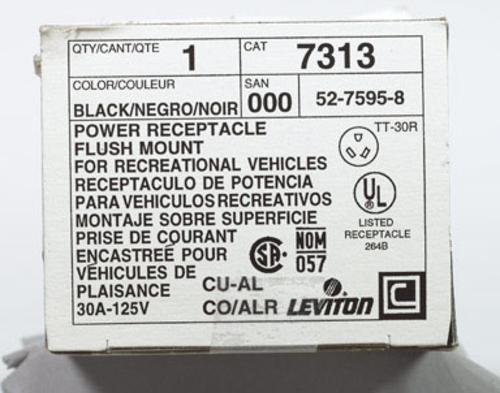 QTY/CANT/QTE 1 CAT 7313
COLOR/COULEUR
BLACK/NEGRO/NOIR
SAN
000
52-7595-8
POWER RECEPTACLE
FLUSH MOUNT
FOR RECREATIONAL VEHICLES
RECEPTACULO DE POTENCIA
PARA VEHICULOS RECREATIVOS
MONTAJE SOBRE SUPERFICIE
PRISE DE COURANT
ENCASTREÉ POUR
VÉHICULES DE
PLAISANCE
30A-125V
TT-30R
UL
LISTED
RECEPTACLE
264B
SA
NOM
057
CU-AL
CO/ALR
LEVITON
C